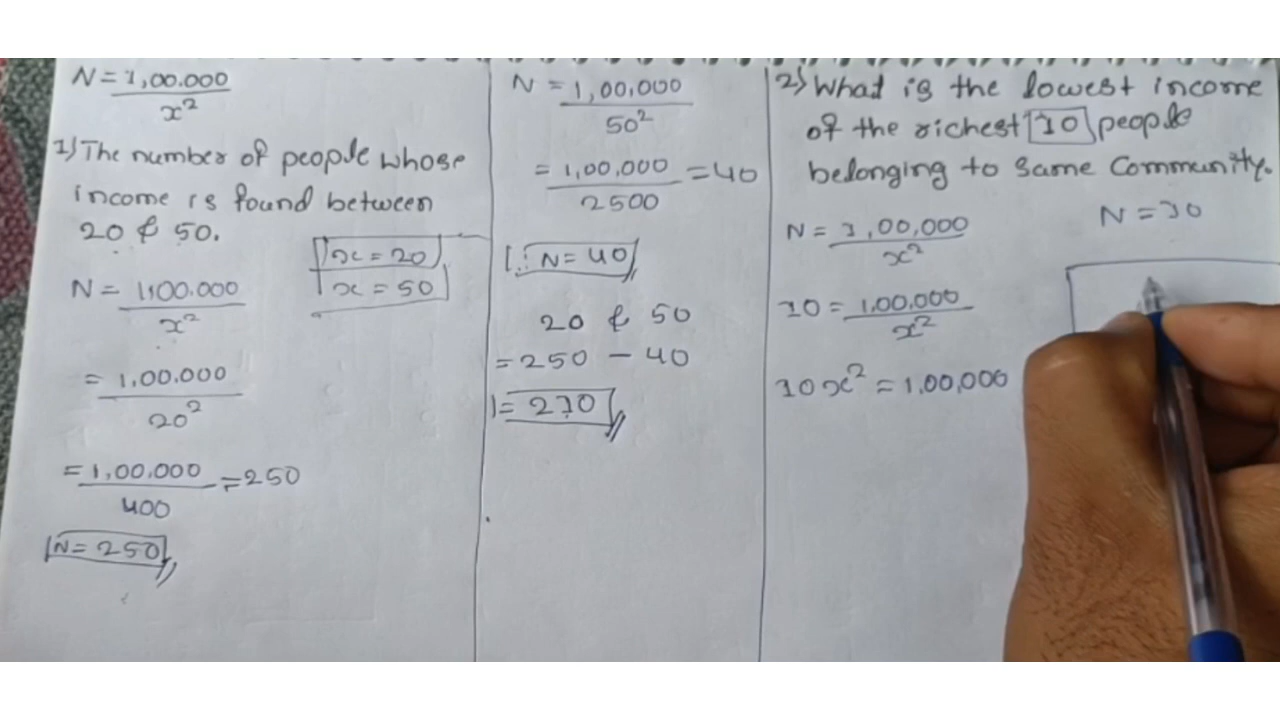 N = 1,00.000
x²
1) The number of people whose
income is found between
20 & 50.
x = 20
x = 50
N = 1,00.000
x²
= 1,00.000
20²
= 1,00,000 = 250
400
N = 250
N = 1,00,000
50²
= 1,00,000 = 40
2500
∴ N = 40
20 & 50
= 250 - 40
= 210
2) What is the lowest income
of the richest 10 people
belonging to same Community.
N = 10
N = 1,00,000
x²
10 = 1,00,000
x²
10x² = 1,00,000